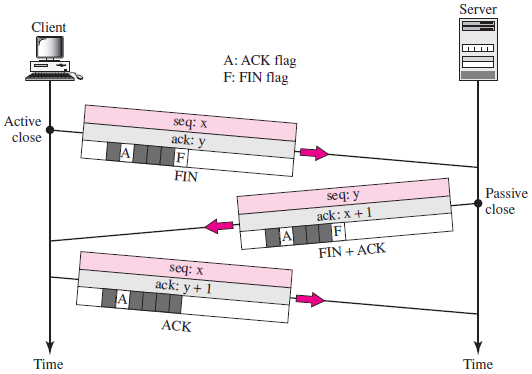 Server
Client
A: ACK flag
F: FIN flag
Active
close
seq: x
ack: y
A F
FIN
Passive
close
seq: y
ack: x + 1
A F
FIN + ACK
seq: x
ack: y + 1
A
ACK
Time
Time